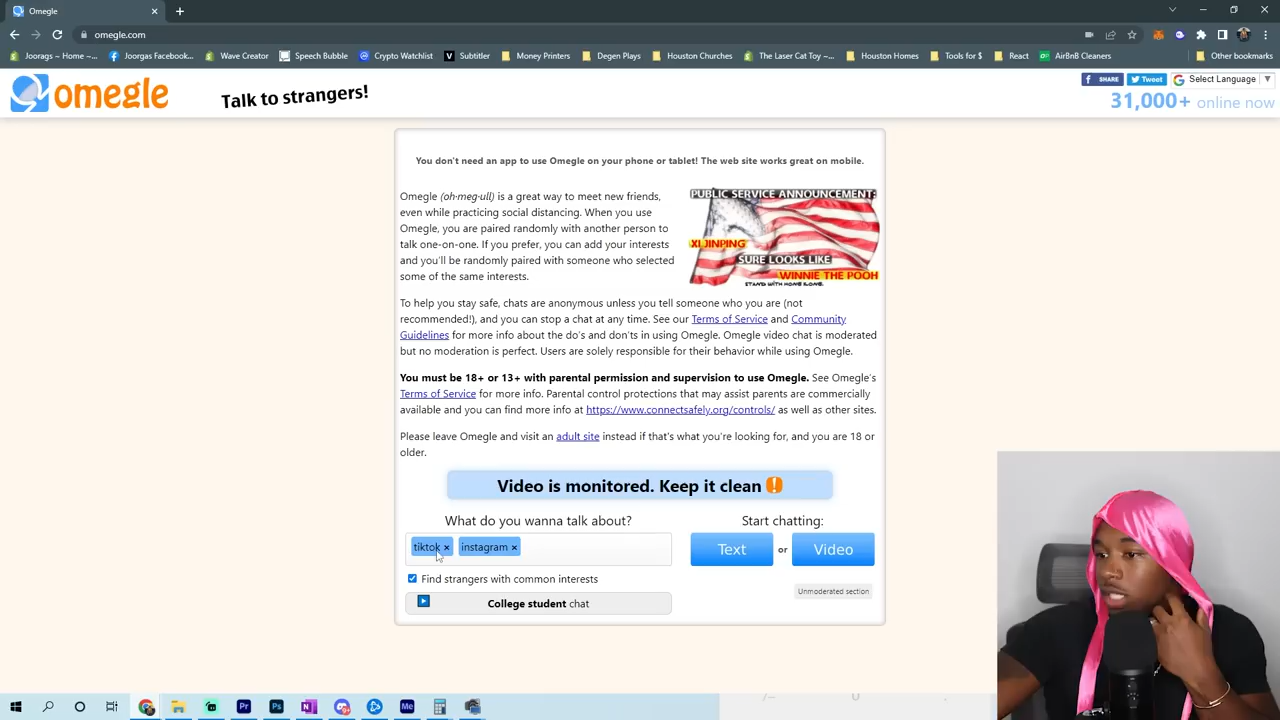 Omegle
omegle.com
Joorags ~ Home ~...
Joorgas Facebook...
Wave Creator
Speech Bubble
Crypto Watchlist
Subtitler
Money Printers
Degen Plays
Houston Churches
The Laser Cat Toy ~...
Houston Homes
Tools for $
React
AirBnB Cleaners
Other bookmarks
omegle
Talk to strangers!
SHARE
Tweet
Select Language
31,000+ online now
You don't need an app to use Omegle on your phone or tablet! The web site works great on mobile.
Omegle (oh·meg·ull) is a great way to meet new friends,
even while practicing social distancing. When you use
Omegle, you are paired randomly with another person to
talk one-on-one. If you prefer, you can add your interests
and you'll be randomly paired with someone who selected
some of the same interests.
PUBLIC SERVICE ANNOUNCEMENT:
XI JINPING
SURE LOOKS LIKE
WINNIE THE POOH
STAND WITH HONG KONG.
To help you stay safe, chats are anonymous unless you tell someone who you are (not
recommended!), and you can stop a chat at any time. See our Terms of Service and Community
Guidelines for more info about the do's and don'ts in using Omegle. Omegle video chat is moderated
but no moderation is perfect. Users are solely responsible for their behavior while using Omegle.
You must be 18+ or 13+ with parental permission and supervision to use Omegle. See Omegle's
Terms of Service for more info. Parental control protections that may assist parents are commercially
available and you can find more info at https://www.connectsafely.org/controls/ as well as other sites.
Please leave Omegle and visit an adult site instead if that's what you're looking for, and you are 18 or
older.
Video is monitored. Keep it clean
What do you wanna talk about?
Start chatting:
tiktok ×
instagram ×
Text
or
Video
Find strangers with common interests
Unmoderated section
College student chat